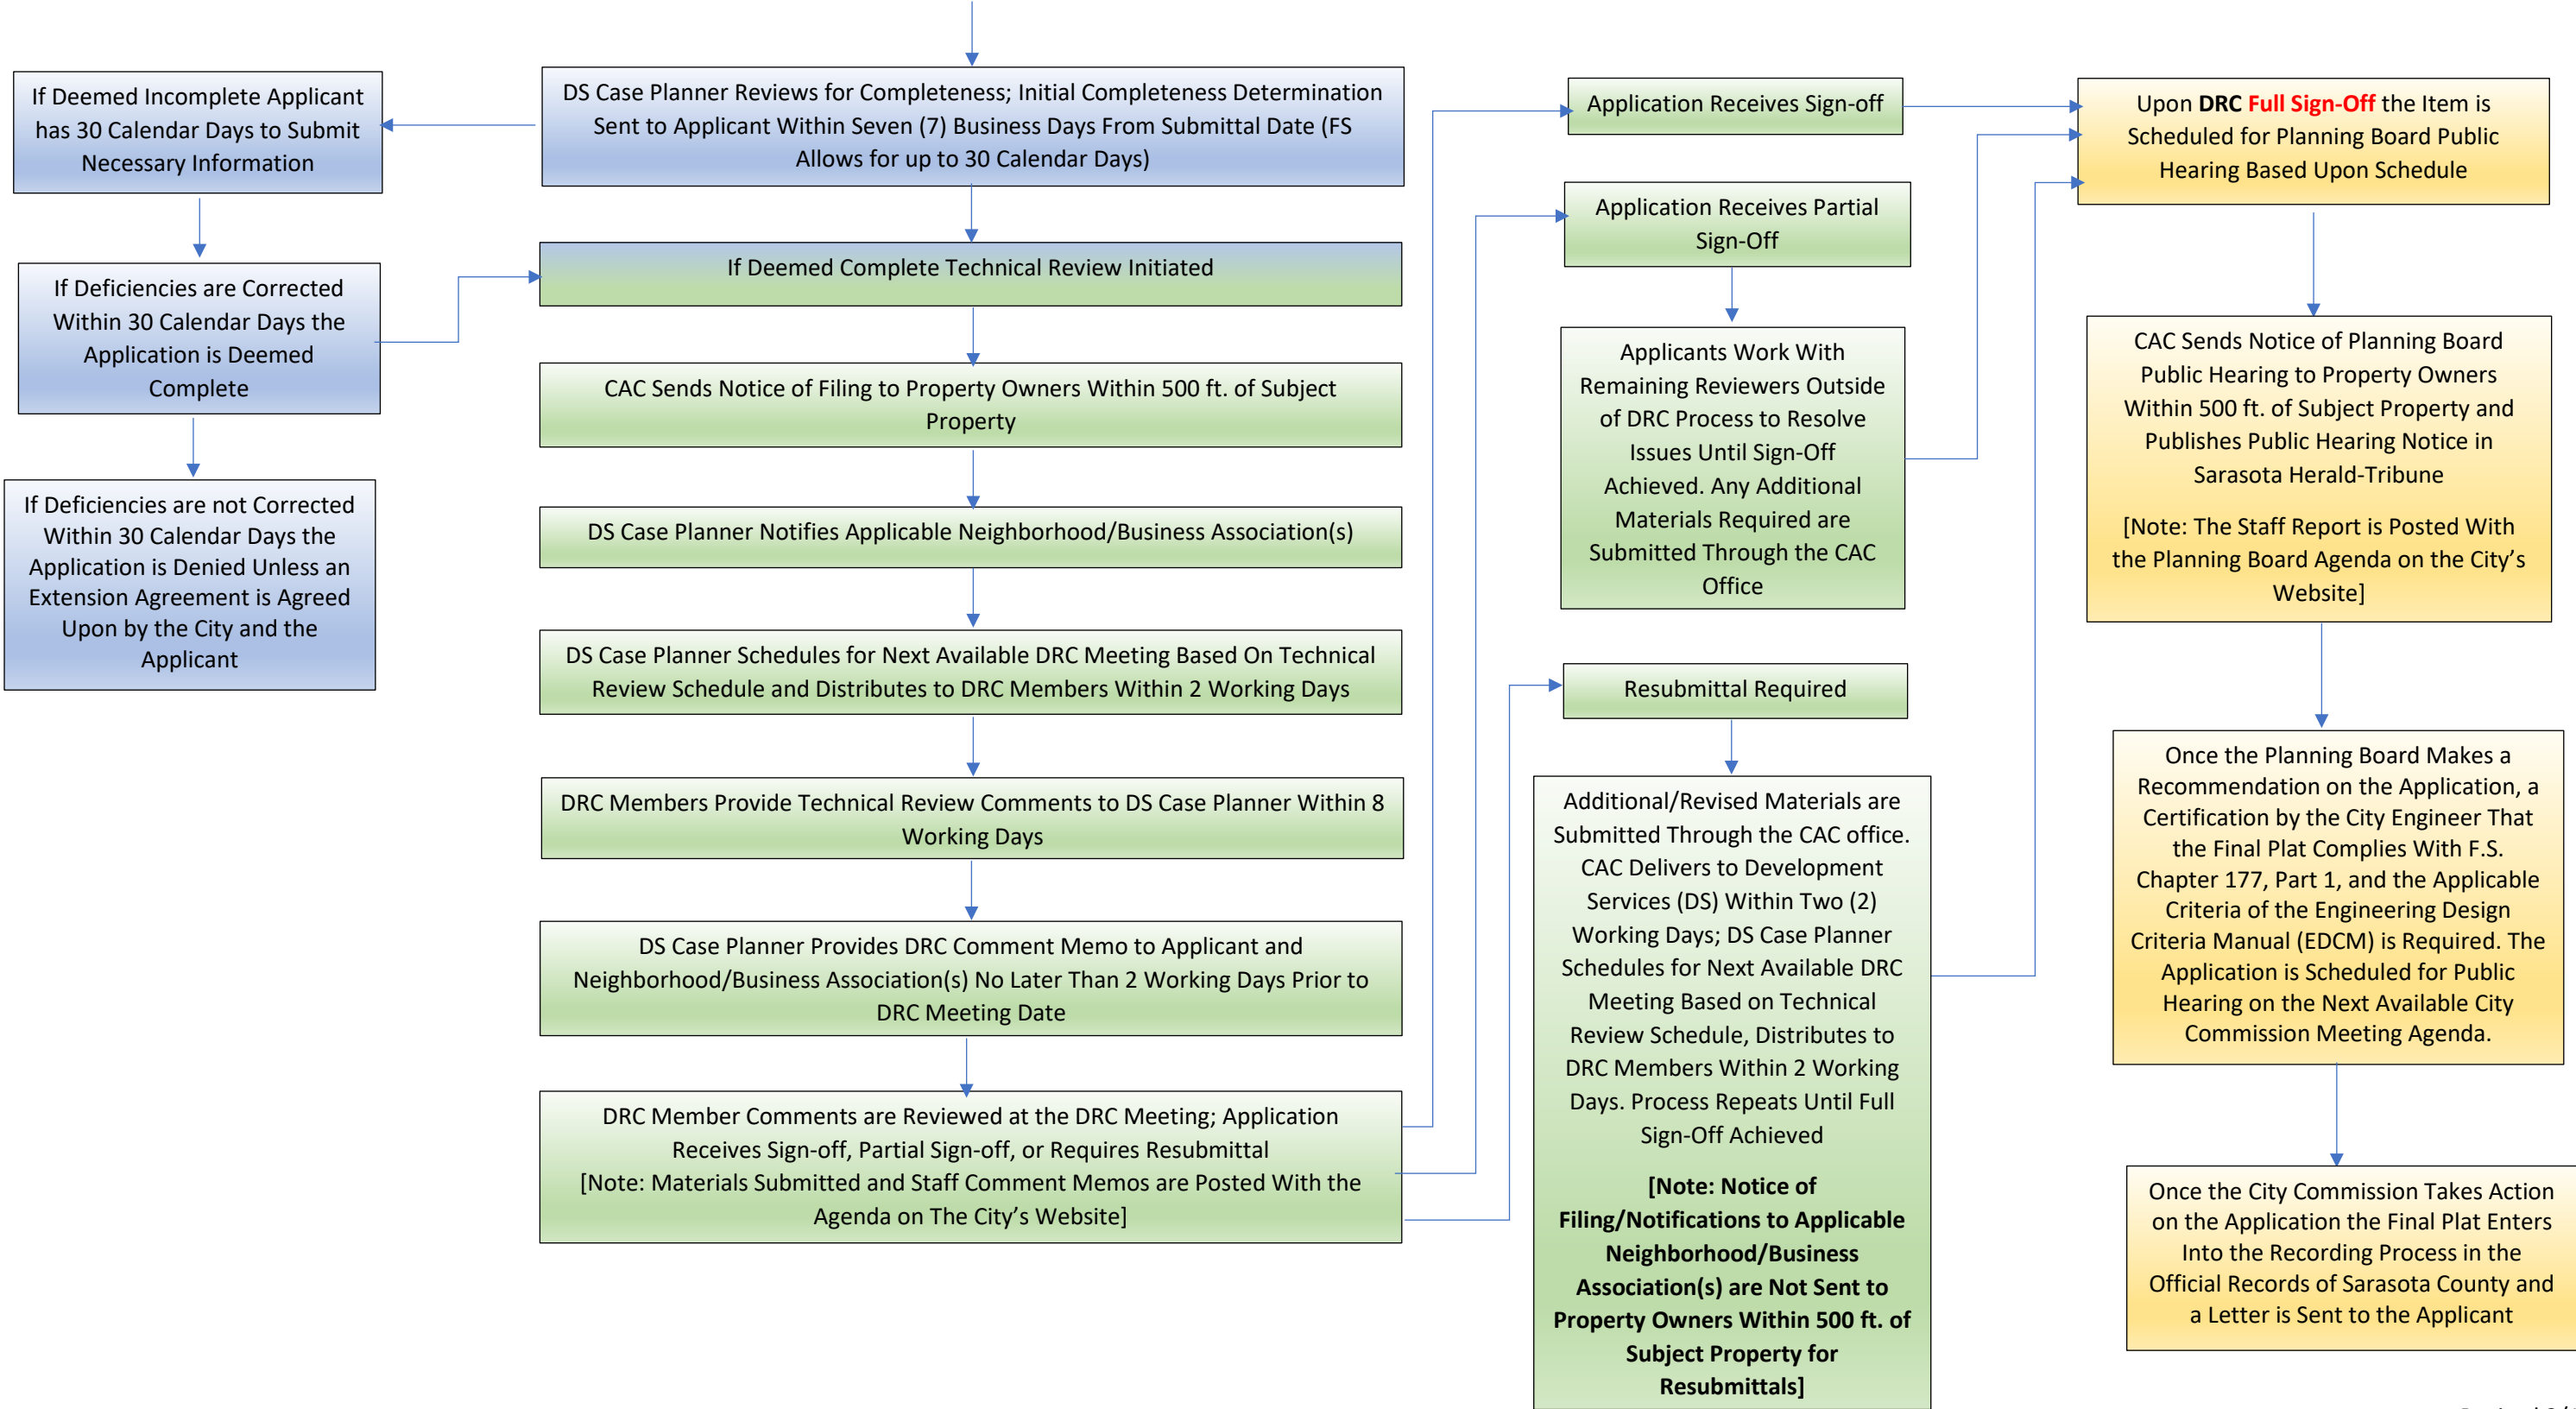 If Deemed Incomplete Applicant
has 30 Calendar Days to Submit
Necessary Information
If Deficiencies are Corrected
Within 30 Calendar Days the
Application is Deemed
Complete
If Deficiencies are not Corrected
Within 30 Calendar Days the
Application is Denied Unless an
Extension Agreement is Agreed
Upon by the City and the
Applicant
DS Case Planner Reviews for Completeness; Initial Completeness Determination
Sent to Applicant Within Seven (7) Business Days From Submittal Date (FS
Allows for up to 30 Calendar Days)
If Deemed Complete Technical Review Initiated
CAC Sends Notice of Filing to Property Owners Within 500 ft. of Subject
Property
DS Case Planner Notifies Applicable Neighborhood/Business Association(s)
DS Case Planner Schedules for Next Available DRC Meeting Based On Technical
Review Schedule and Distributes to DRC Members Within 2 Working Days
DRC Members Provide Technical Review Comments to DS Case Planner Within 8
Working Days
DS Case Planner Provides DRC Comment Memo to Applicant and
Neighborhood/Business Association(s) No Later Than 2 Working Days Prior to
DRC Meeting Date
DRC Member Comments are Reviewed at the DRC Meeting; Application
Receives Sign-off, Partial Sign-off, or Requires Resubmittal
[Note: Materials Submitted and Staff Comment Memos are Posted With the
Agenda on The City’s Website]
Application Receives Sign-off
Application Receives Partial
Sign-Off
Applicants Work With
Remaining Reviewers Outside
of DRC Process to Resolve
Issues Until Sign-Off
Achieved. Any Additional
Materials Required are
Submitted Through the CAC
Office
Resubmittal Required
Additional/Revised Materials are
Submitted Through the CAC office.
CAC Delivers to Development
Services (DS) Within Two (2)
Working Days; DS Case Planner
Schedules for Next Available DRC
Meeting Based on Technical
Review Schedule, Distributes to
DRC Members Within 2 Working
Days. Process Repeats Until Full
Sign-Off Achieved
[Note: Notice of
Filing/Notifications to Applicable
Neighborhood/Business
Association(s) are Not Sent to
Property Owners Within 500 ft. of
Subject Property for
Resubmittals]
Upon DRC Full Sign-Off the Item is
Scheduled for Planning Board Public
Hearing Based Upon Schedule
CAC Sends Notice of Planning Board
Public Hearing to Property Owners
Within 500 ft. of Subject Property and
Publishes Public Hearing Notice in
Sarasota Herald-Tribune
[Note: The Staff Report is Posted With
the Planning Board Agenda on the City’s
Website]
Once the Planning Board Makes a
Recommendation on the Application, a
Certification by the City Engineer That
the Final Plat Complies With F.S.
Chapter 177, Part 1, and the Applicable
Criteria of the Engineering Design
Criteria Manual (EDCM) is Required. The
Application is Scheduled for Public
Hearing on the Next Available City
Commission Meeting Agenda.
Once the City Commission Takes Action
on the Application the Final Plat Enters
Into the Recording Process in the
Official Records of Sarasota County and
a Letter is Sent to the Applicant